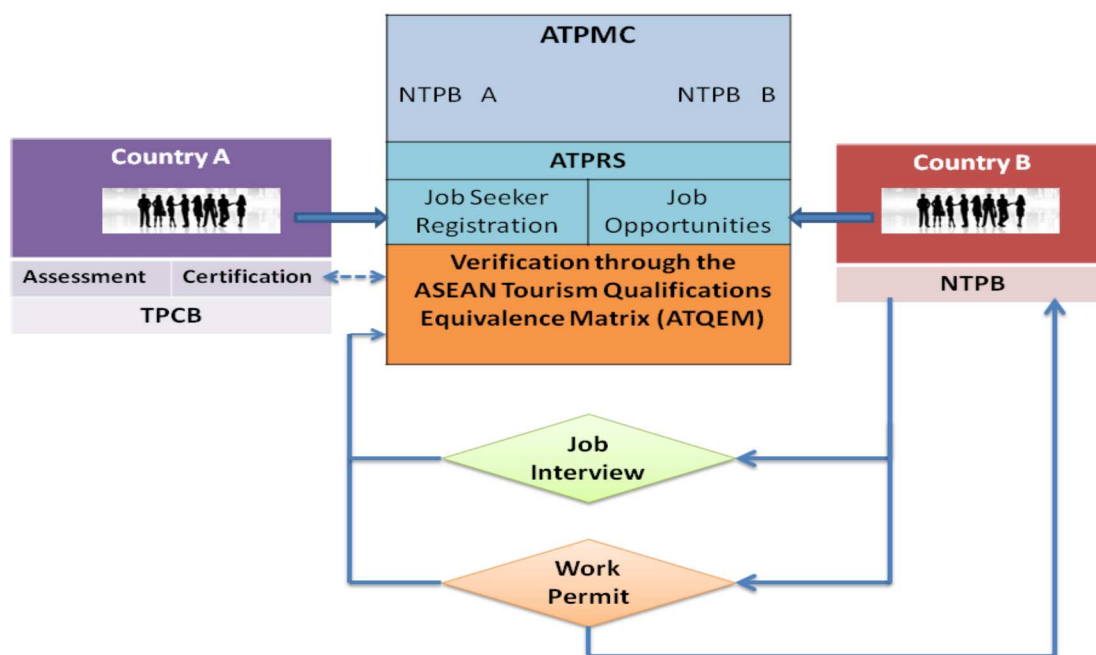 ATPMC
NTPB A
NTPB B
Country A
ATPRS
Country B
Job Seeker
Registration
Job
Opportunities
Assessment
Certification
Verification through the
ASEAN Tourism Qualifications
Equivalence Matrix (ATQEM)
NTPB
TPCB
Job
Interview
Work
Permit